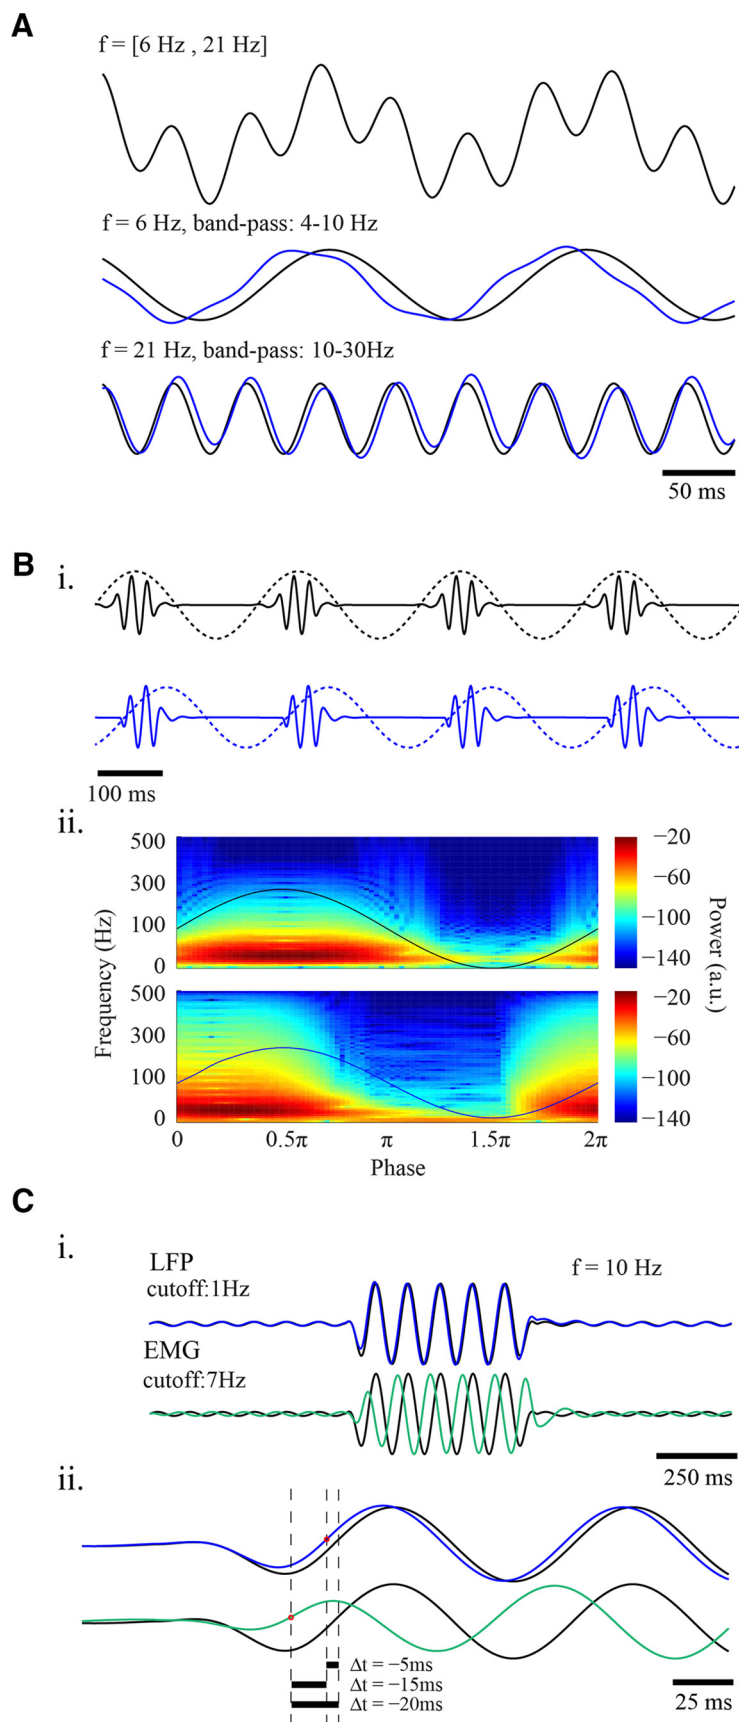 A
f = [6 Hz , 21 Hz]
f = 6 Hz, band-pass: 4-10 Hz
f = 21 Hz, band-pass: 10-30Hz
50 ms
B
i.
100 ms
ii.
500
300
100
0
−20
−60
−100
−140
500
300
100
0
−20
−60
−100
−140
Frequency (Hz)
Power (a.u.)
0 0.5π π 1.5π 2π
Phase
C
i.
LFP
cutoff:1Hz
f = 10 Hz
EMG
cutoff:7Hz
250 ms
ii.
Δt = −5ms
Δt = −15ms
Δt = −20ms
25 ms